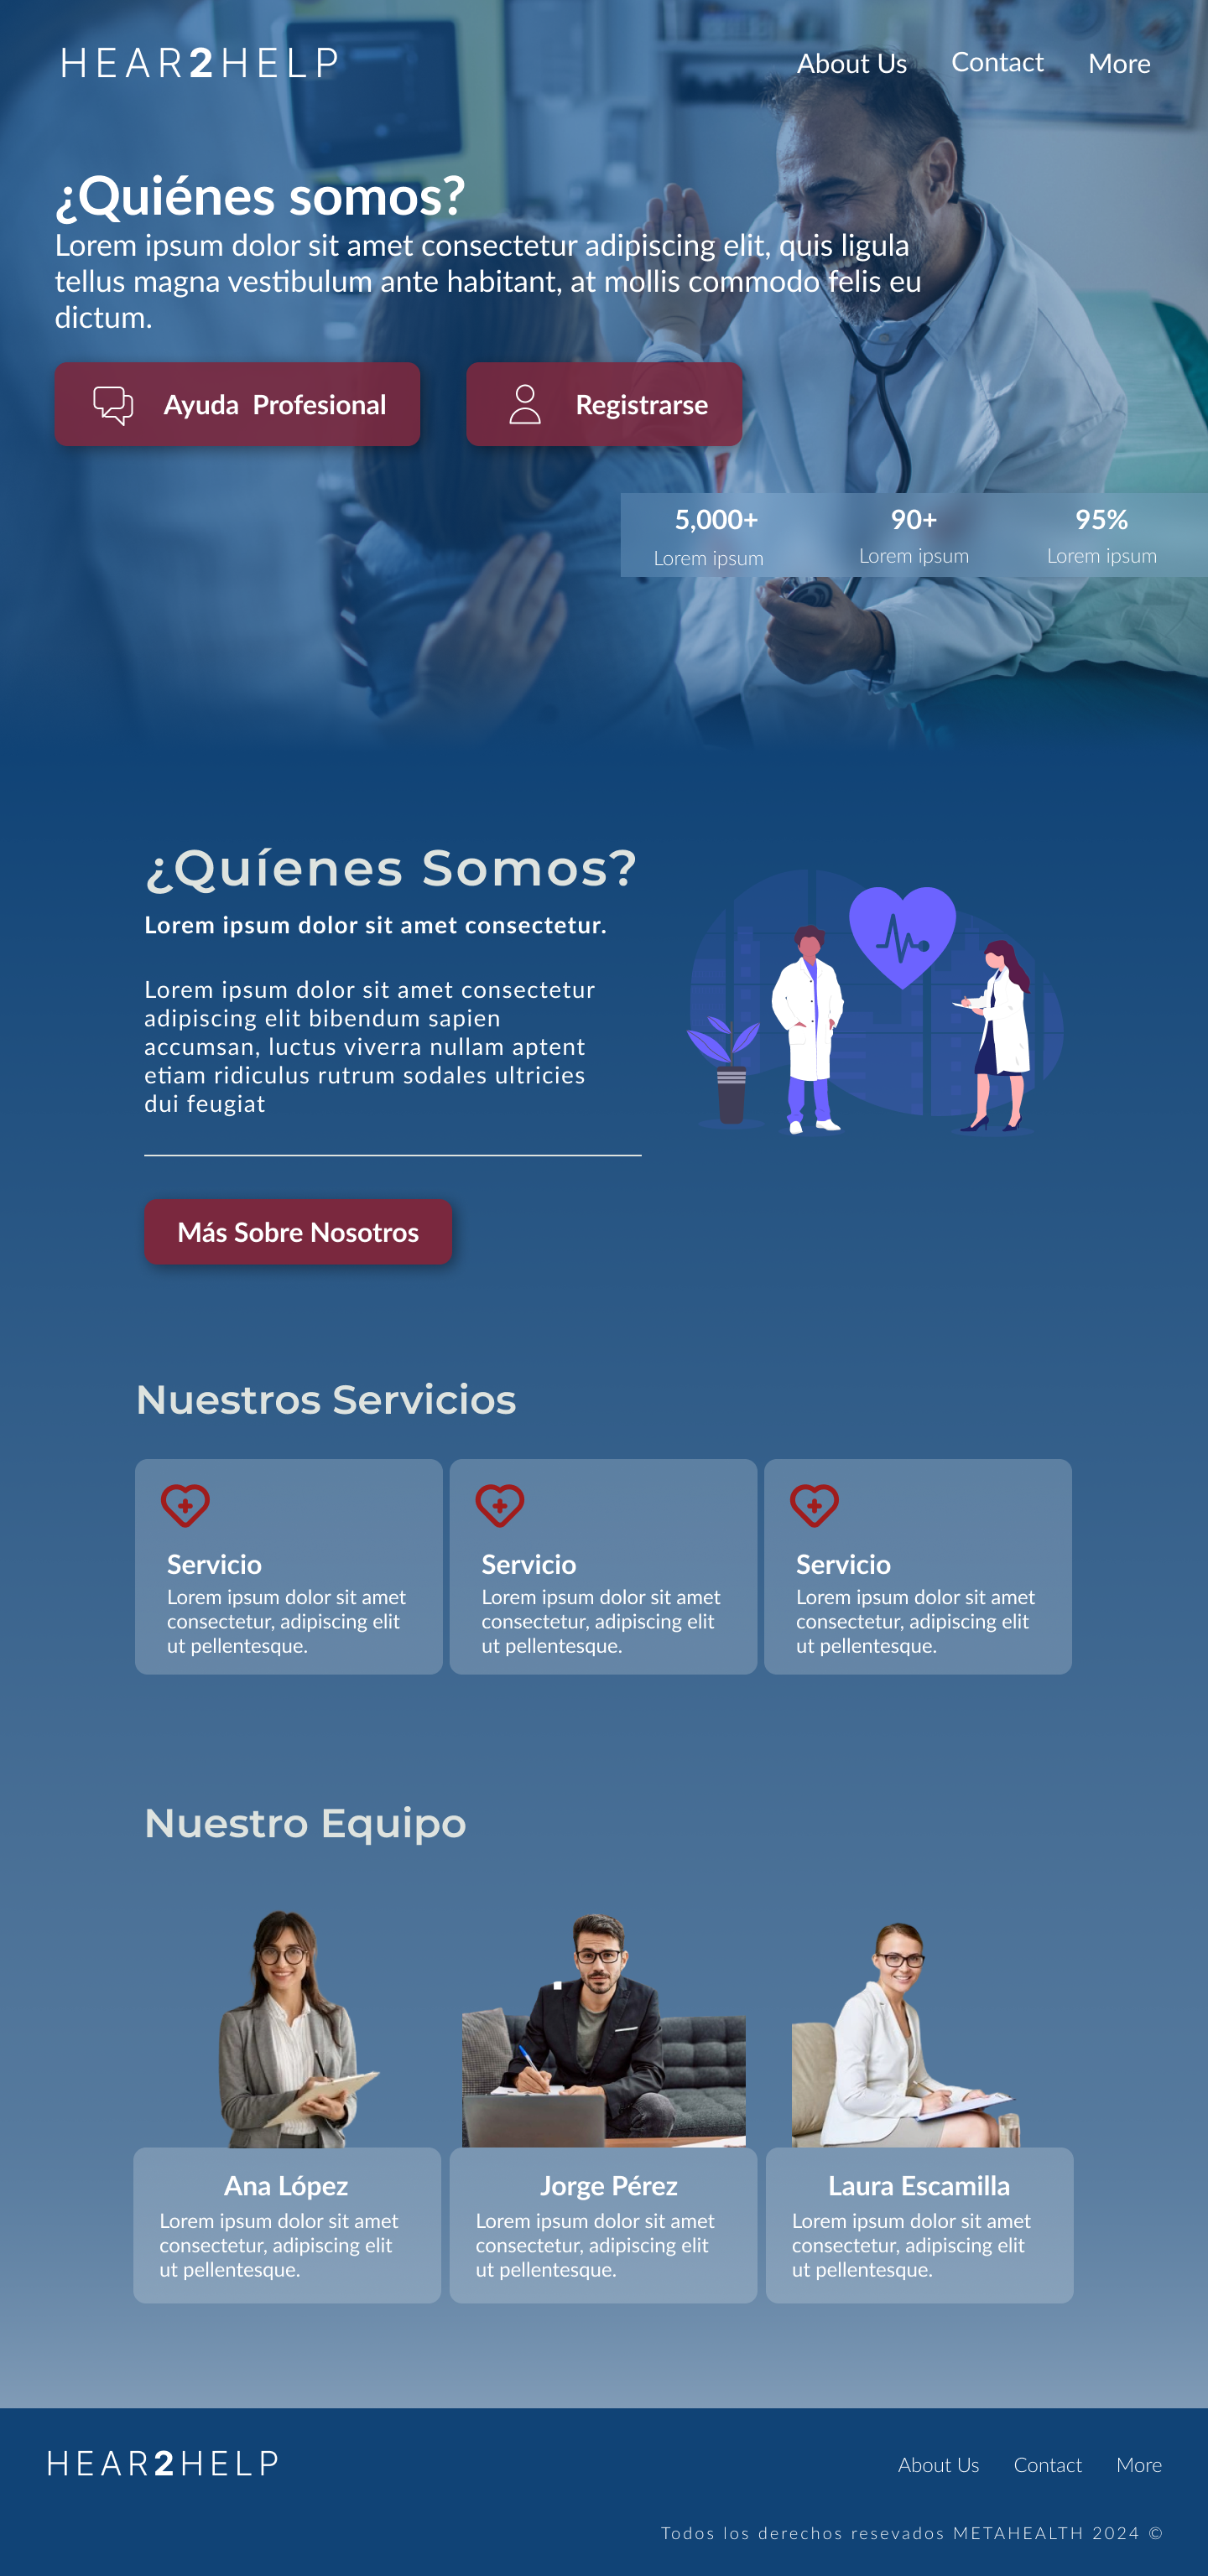 HEAR2HELP
About Us Contact More
¿Quiénes somos?
Lorem ipsum dolor sit amet consectetur adipiscing elit, quis ligula
tellus magna vestibulum ante habitant, at mollis commodo felis eu
dictum.
Ayuda Profesional Registrarse
5,000+ 90+ 95%
Lorem ipsum Lorem ipsum Lorem ipsum
¿Quíenes Somos?
Lorem ipsum dolor sit amet consectetur.
Lorem ipsum dolor sit amet consectetur
adipiscing elit bibendum sapien
accumsan, luctus viverra nullam aptent
etiam ridiculus rutrum sodales ultricies
dui feugiat
Más Sobre Nosotros
Nuestros Servicios
Servicio
Lorem ipsum dolor sit amet
consectetur, adipiscing elit
ut pellentesque.
Servicio
Lorem ipsum dolor sit amet
consectetur, adipiscing elit
ut pellentesque.
Servicio
Lorem ipsum dolor sit amet
consectetur, adipiscing elit
ut pellentesque.
Nuestro Equipo
Ana López
Lorem ipsum dolor sit amet
consectetur, adipiscing elit
ut pellentesque.
Jorge Pérez
Lorem ipsum dolor sit amet
consectetur, adipiscing elit
ut pellentesque.
Laura Escamilla
Lorem ipsum dolor sit amet
consectetur, adipiscing elit
ut pellentesque.
HEAR2HELP
About Us Contact More
Todos los derechos resevados METAHEALTH 2024 ©